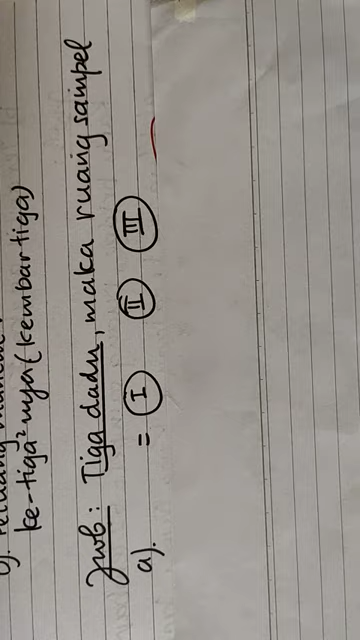 ke-tiga²nya (kembar tiga)
Jwb : Tiga dadu, maka ruang sampel
a). = I II III